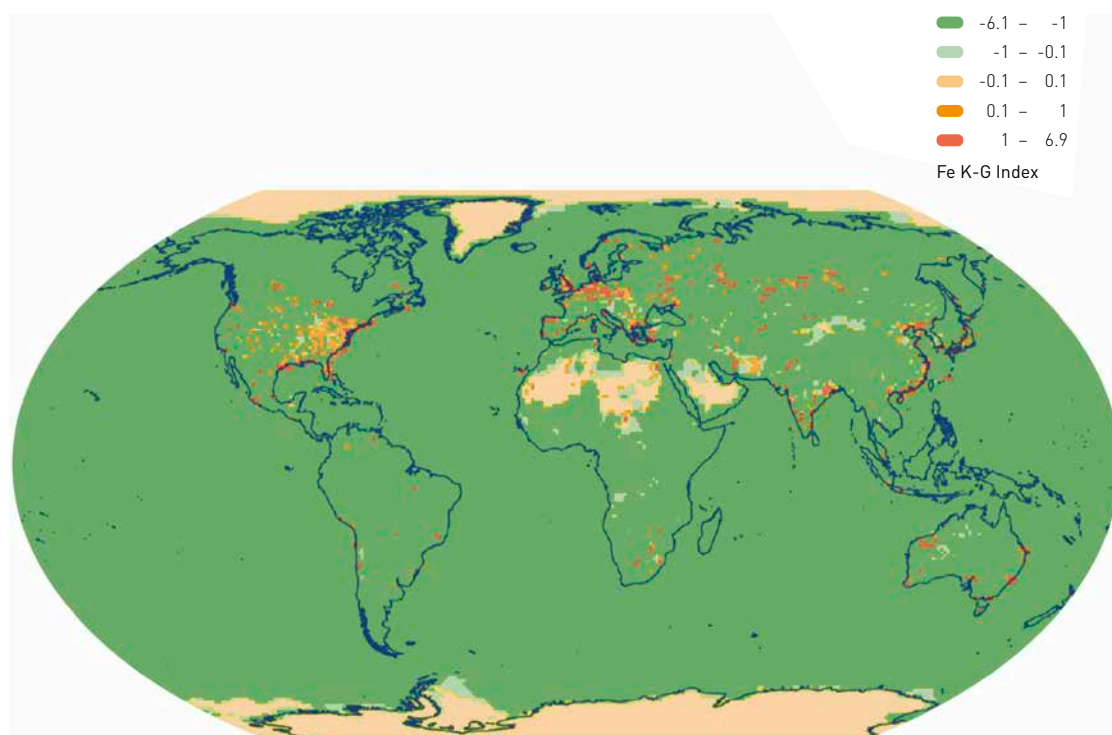 -6.1 – -1
-1 – -0.1
-0.1 – 0.1
0.1 – 1
1 – 6.9
Fe K-G Index